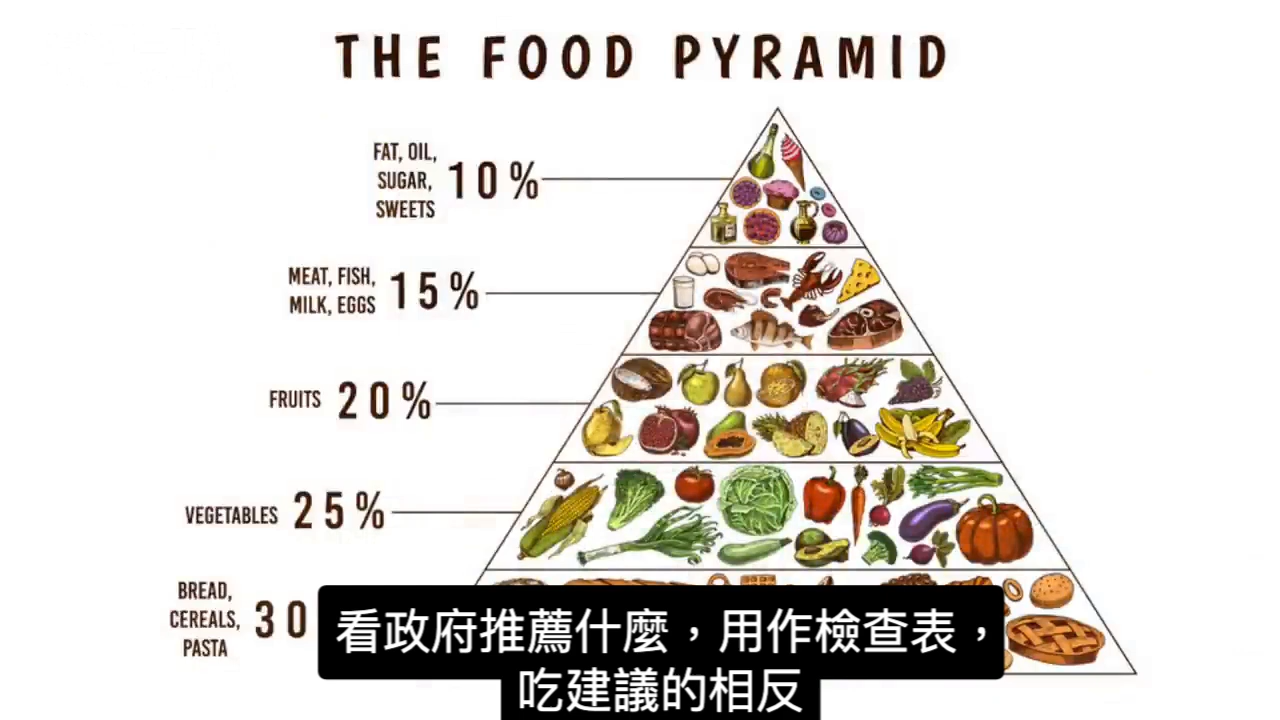 THE FOOD PYRAMID
FAT, OIL,
SUGAR,
SWEETS
10%
MEAT, FISH,
MILK, EGGS
15%
FRUITS 20%
VEGETABLES 25%
BREAD,
CEREALS,
PASTA
30
看政府推薦什麼，用作檢查表，
吃建議的相反